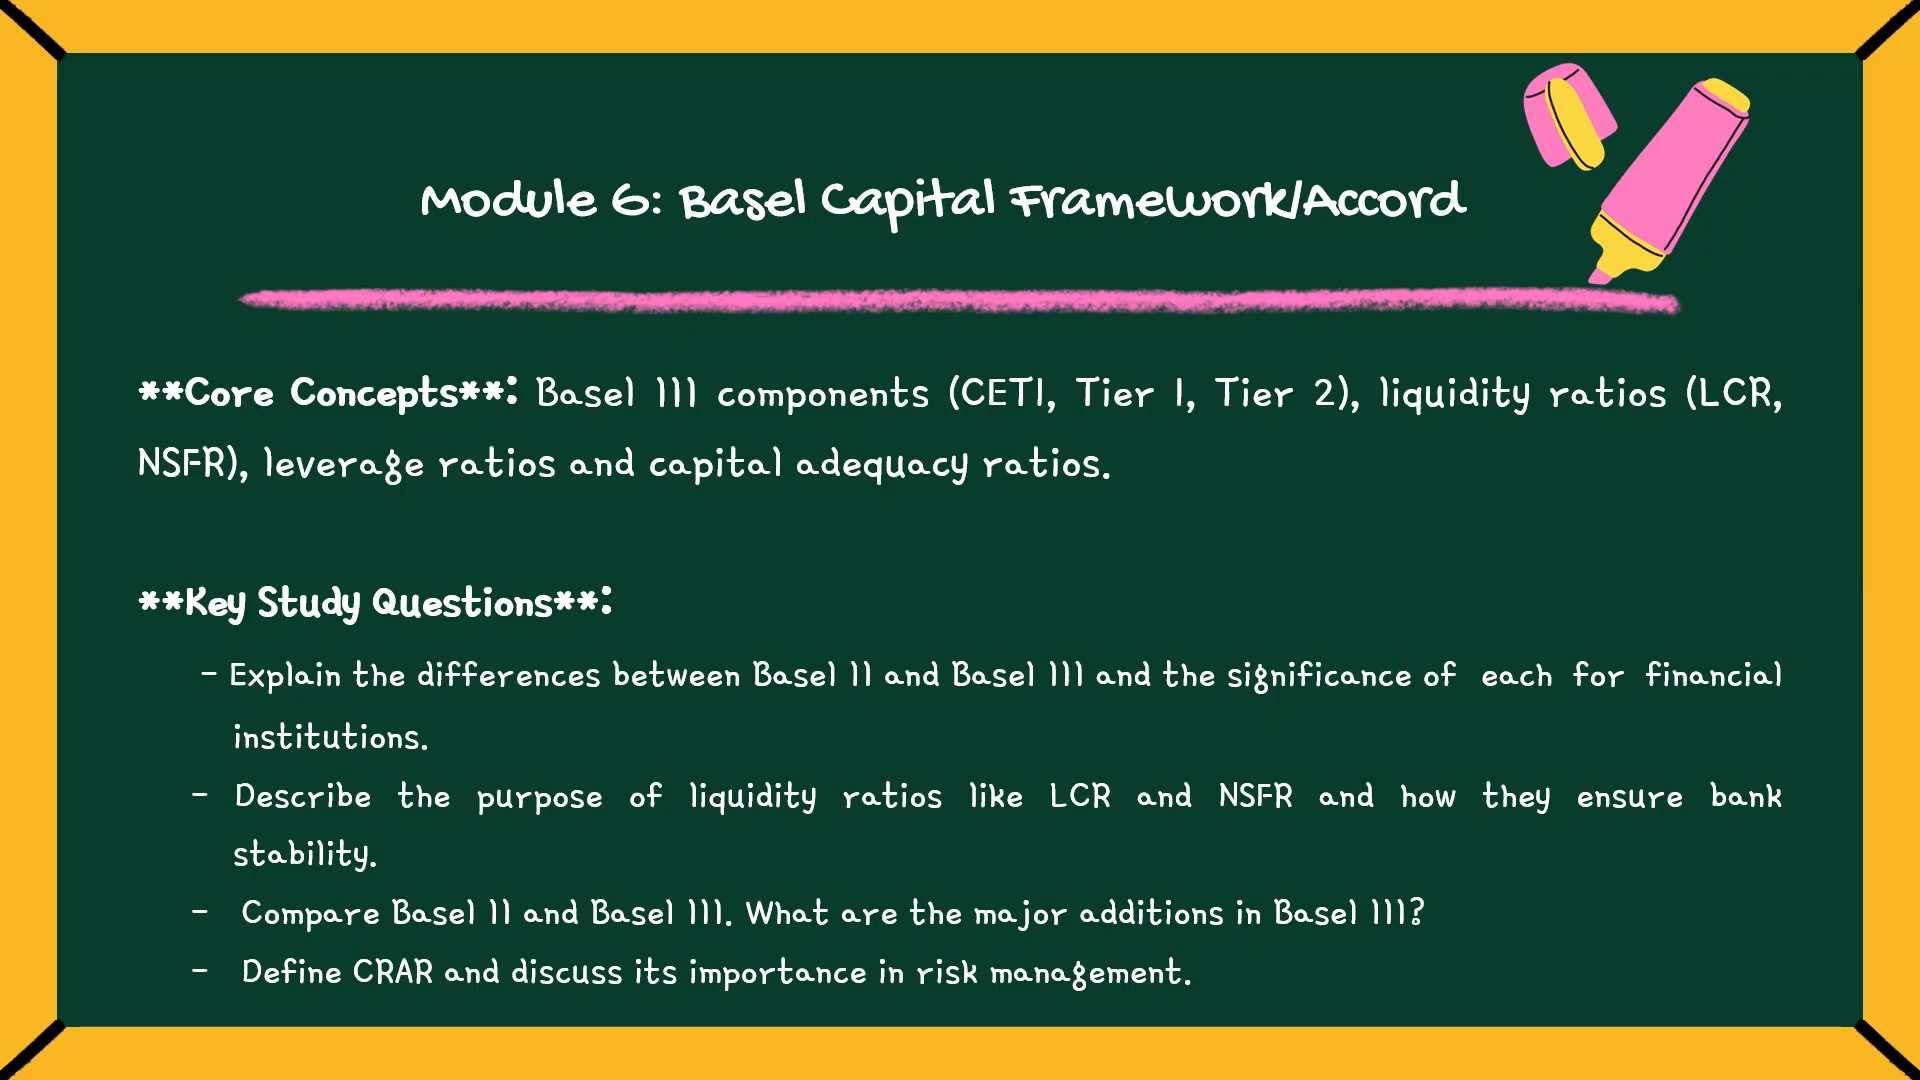 Module 6: Basel Capital Framework/Accord
**Core Concepts**: Basel III components (CET1, Tier 1, Tier 2), liquidity ratios (LCR,
NSFR), leverage ratios and capital adequacy ratios.
**Key Study Questions**:
- Explain the differences between Basel II and Basel III and the significance of each for financial
institutions.
- Describe the purpose of liquidity ratios like LCR and NSFR and how they ensure bank
stability.
- Compare Basel II and Basel III. What are the major additions in Basel III?
- Define CRAR and discuss its importance in risk management.